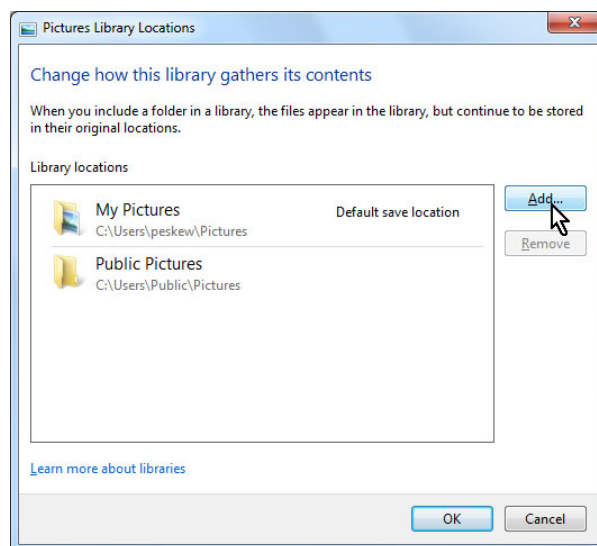 Pictures Library Locations
Change how this library gathers its contents
When you include a folder in a library, the files appear in the library, but continue to be stored
in their original locations.
Library locations
My Pictures
Default save location
C:\Users\peskew\Pictures
Public Pictures
C:\Users\Public\Pictures
Add...
Remove
Learn more about libraries
OK
Cancel